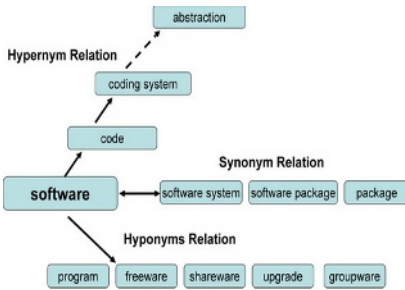 abstraction
Hypernym Relation
coding system
code
Synonym Relation
software
software system
software package
package
Hyponyms Relation
program
freeware
shareware
upgrade
groupware